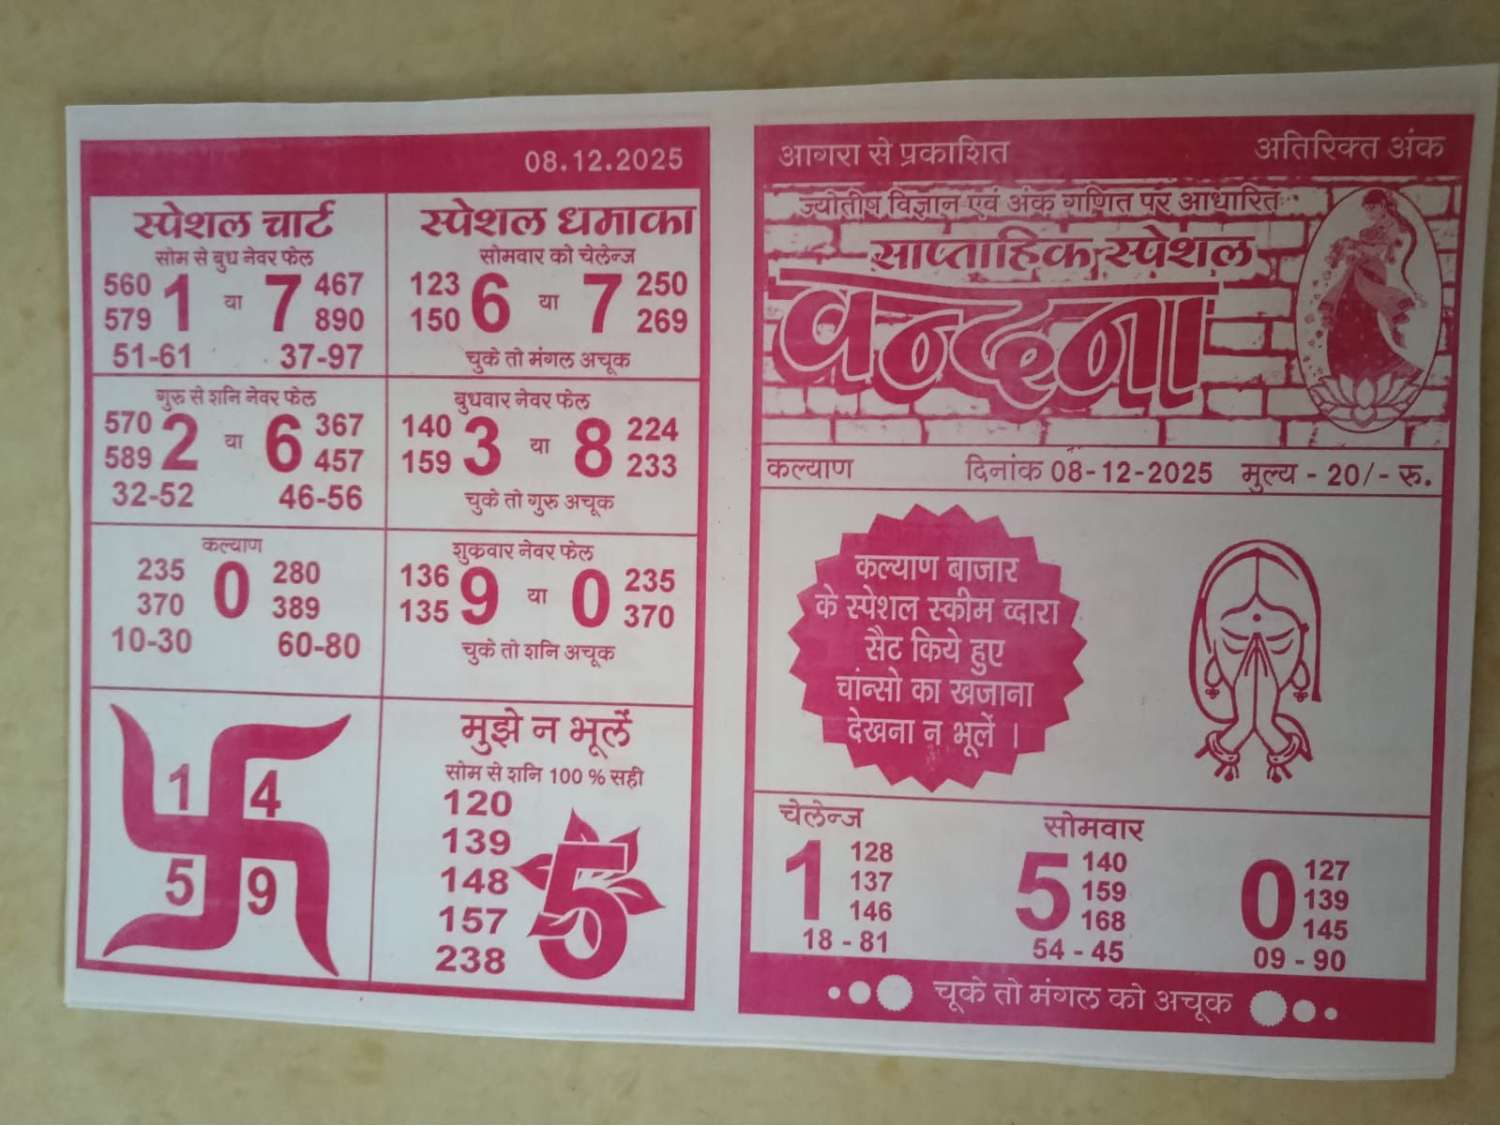 08.12.2025
स्पेशल चार्ट
सोम से बुध नेवर फेल
560 1 या 7 467
579 890
51-61 37-97
गुरु से शनि नेवर फेल
570 2 या 6 367
589 457
32-52 46-56
कल्याण
235 0 280
370 389
10-30 60-80
1 4
5 9
स्पेशल धमाका
सोमवार को चेलेन्ज
123 6 या 7 250
150 269
चुके तो मंगल अचूक
बुधवार नेवर फेल
140 3 या 8 224
159 233
चुके तो गुरु अचूक
शुक्रवार नेवर फेल
136 9 या 0 235
135 370
चुके तो शनि अचूक
मुझे न भूलें
सोम से शनि 100 % सही
120
139
148
157
238
5
आगरा से प्रकाशित अतिरिक्त अंक
ज्योतीष विज्ञान एवं अंक गणित पर आधारित
साप्ताहिक स्पेशल
वन्दना
कल्याण दिनांक 08-12-2025 मुल्य - 20/- रू.
कल्याण बाजार
के स्पेशल स्कीम व्दारा
सैट किये हुए
चांन्सो का खजाना
देखना न भूलें ।
चेलेन्ज सोमवार
1 128 5 140 0 127
137 159 139
146 168 145
18 - 81 54 - 45 09 - 90
चूके तो मंगल को अचूक